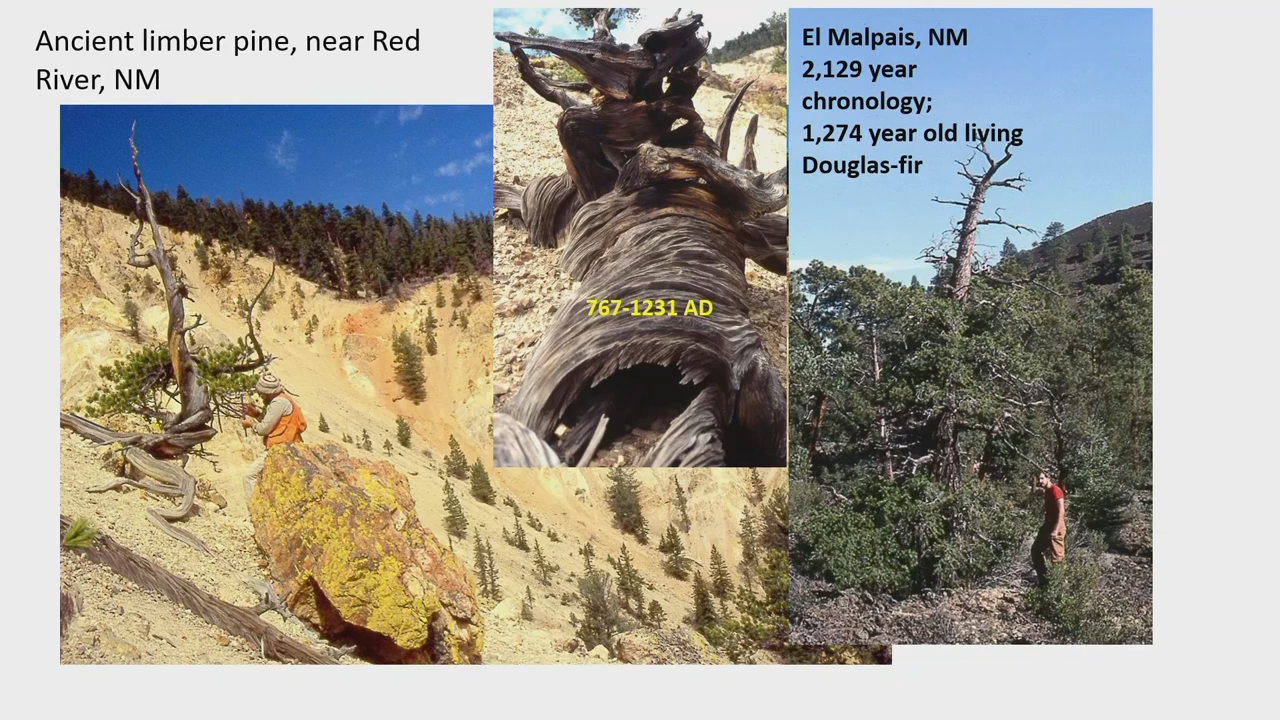 Ancient limber pine, near Red
River, NM
767-1231 AD
El Malpais, NM
2,129 year
chronology;
1,274 year old living
Douglas-fir